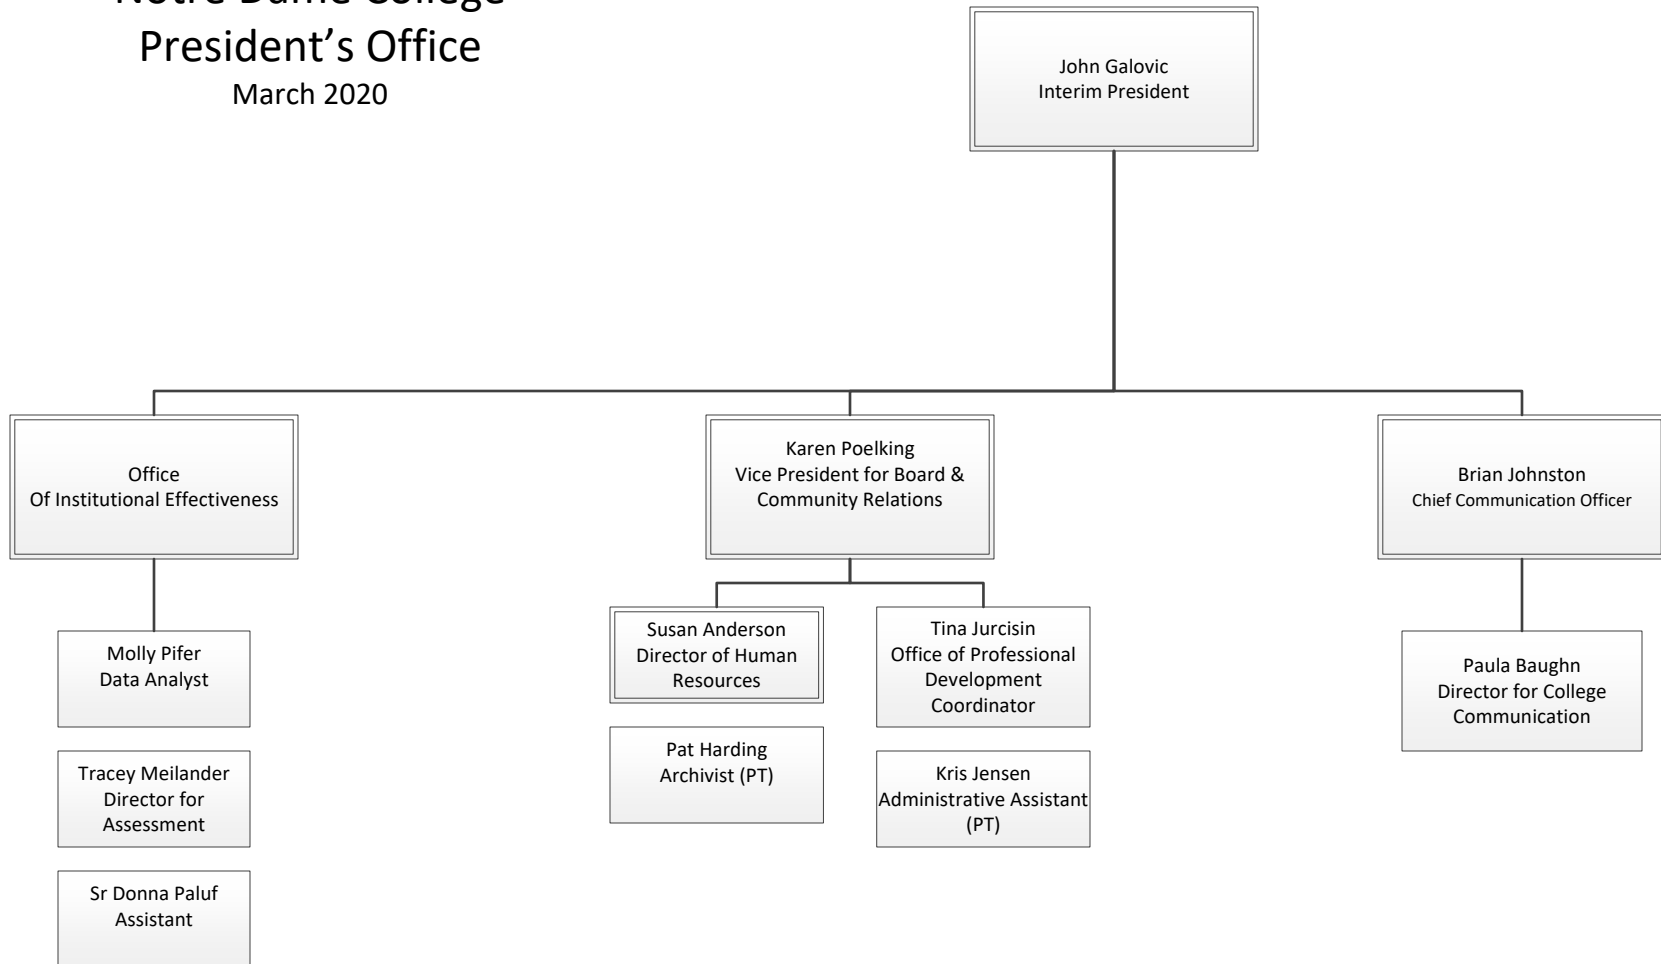 Notre Dame College
President's Office
March 2020
John Galovic
Interim President
Office
Of Institutional Effectiveness
Karen Poelking
Vice President for Board &
Community Relations
Brian Johnston
Chief Communication Officer
Molly Pifer
Data Analyst
Tracey Meilander
Director for
Assessment
Sr Donna Paluf
Assistant
Susan Anderson
Director of Human
Resources
Pat Harding
Archivist (PT)
Tina Jurcisin
Office of Professional
Development
Coordinator
Kris Jensen
Administrative Assistant
(PT)
Paula Baughn
Director for College
Communication